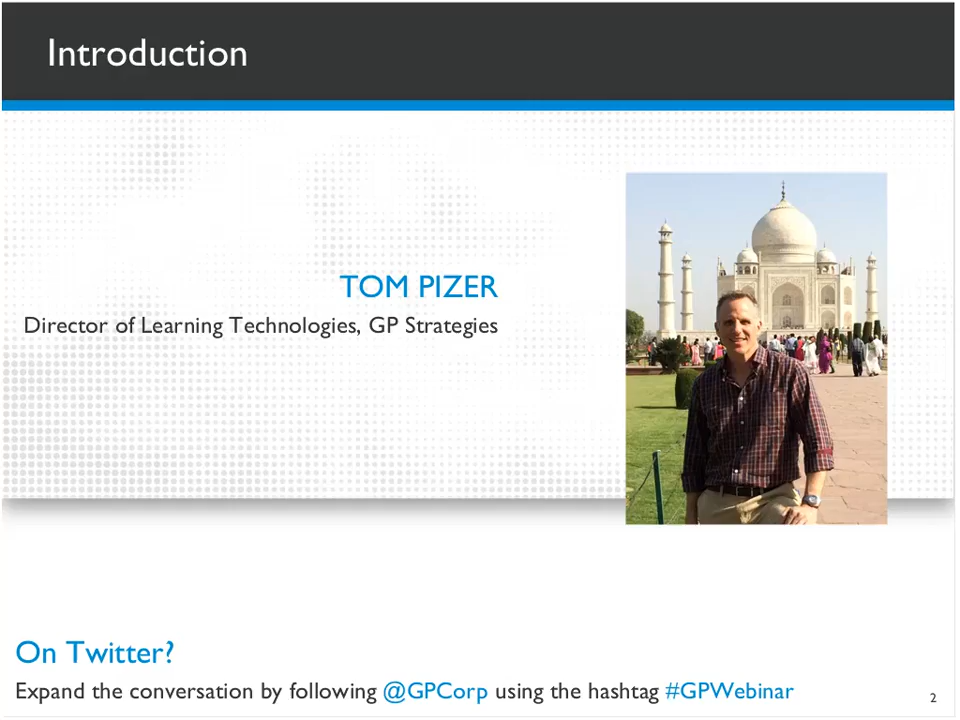 Introduction
TOM PIZER
Director of Learning Technologies, GP Strategies
On Twitter?
Expand the conversation by following @GPCorp using the hashtag #GPWebinar
2